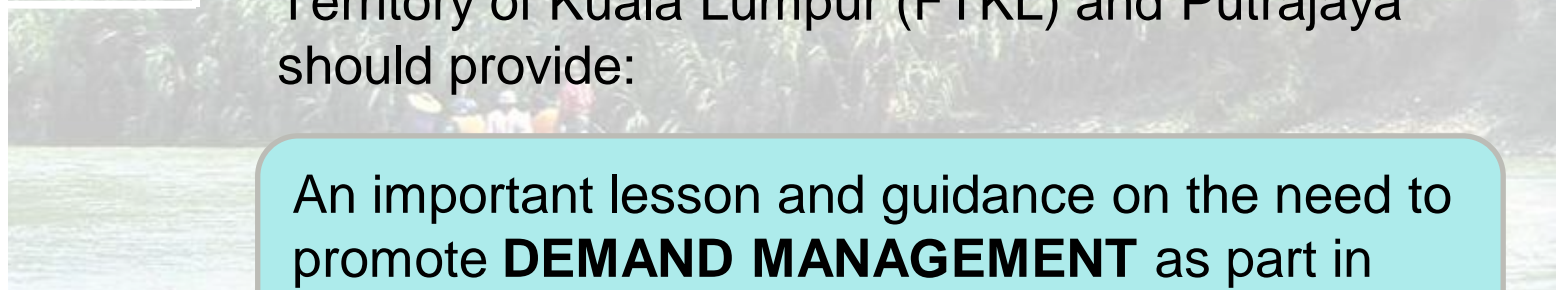 Territory of Kuala Lumpur (FTKL) and Putrajaya
should provide:
An important lesson and guidance on the need to
promote DEMAND MANAGEMENT as part in